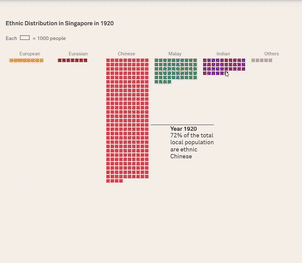 Ethnic Distribution in Singapore in 1920
Each = 1000 people
European Eurasian Chinese Malay Indian Others
Year 1920
72% of the total
local population
are ethnic
Chinese